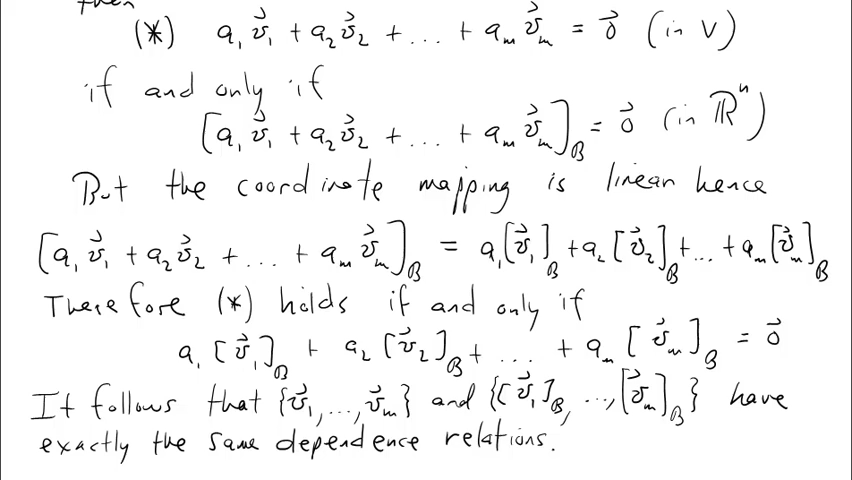 then
(*) a₁v⃗₁ + a₂v⃗₂ + ... + aₘv⃗ₘ = 0⃗ (in V)
if and only if
[a₁v⃗₁ + a₂v⃗₂ + ... + aₘv⃗ₘ]_B = 0⃗ (in ℝⁿ)
But the coordinate mapping is linear hence
[a₁v⃗₁ + a₂v⃗₂ + ... + aₘv⃗ₘ]_B = a₁[v⃗₁]_B + a₂[v⃗₂]_B + ... + aₘ[v⃗ₘ]_B
Therefore (*) holds if and only if
a₁[v⃗₁]_B + a₂[v⃗₂]_B + ... + aₘ[v⃗ₘ]_B = 0⃗
It follows that {v⃗₁, ..., v⃗ₘ} and {[v⃗₁]_B, ..., [v⃗ₘ]_B} have
exactly the same dependence relations.